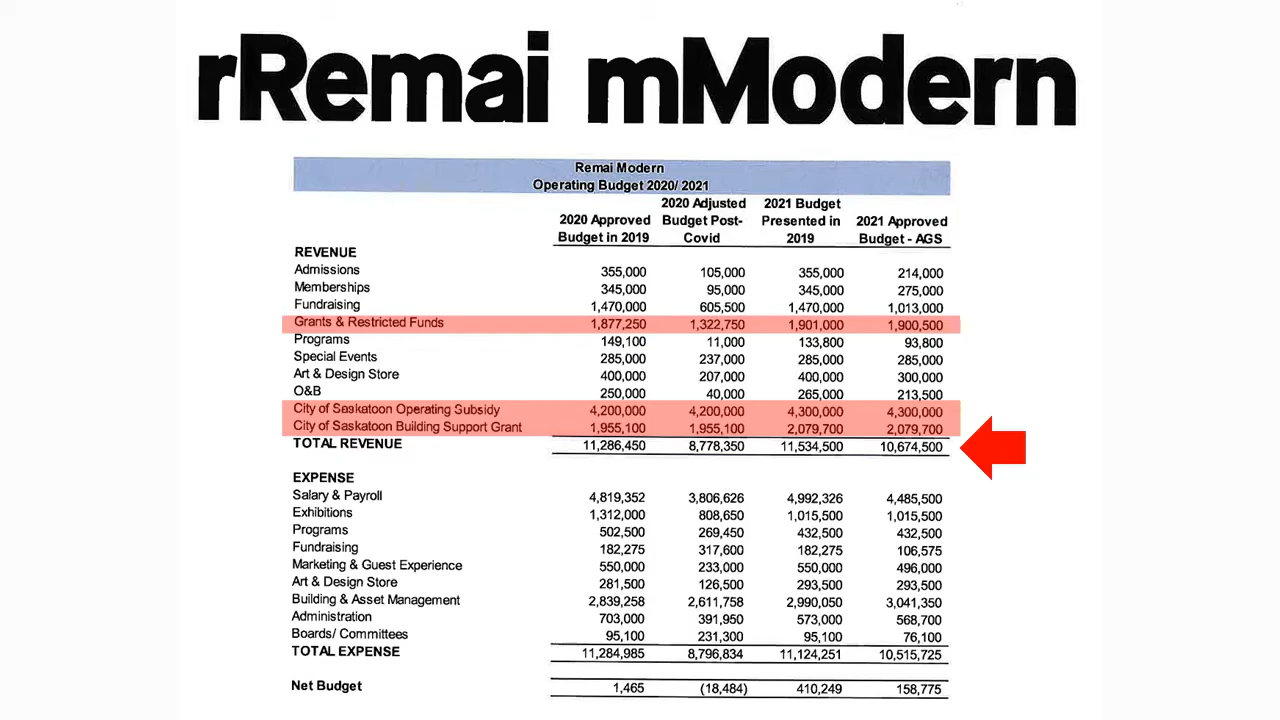 rRemai mModern
Remai Modern
Operating Budget 2020/ 2021
2020 Approved Budget in 2019 2020 Adjusted Budget Post-Covid 2021 Budget Presented in 2019 2021 Approved Budget - AGS
REVENUE
Admissions 355,000 105,000 355,000 214,000
Memberships 345,000 95,000 345,000 275,000
Fundraising 1,470,000 605,500 1,470,000 1,013,000
Grants & Restricted Funds 1,877,250 1,322,750 1,901,000 1,900,500
Programs 149,100 11,000 133,800 93,800
Special Events 285,000 237,000 285,000 285,000
Art & Design Store 400,000 207,000 400,000 300,000
O&B 250,000 40,000 265,000 213,500
City of Saskatoon Operating Subsidy 4,200,000 4,200,000 4,300,000 4,300,000
City of Saskatoon Building Support Grant 1,955,100 1,955,100 2,079,700 2,079,700
TOTAL REVENUE 11,286,450 8,778,350 11,534,500 10,674,500
EXPENSE
Salary & Payroll 4,819,352 3,806,626 4,992,326 4,485,500
Exhibitions 1,312,000 808,650 1,015,500 1,015,500
Programs 502,500 269,450 432,500 432,500
Fundraising 182,275 317,600 182,275 106,575
Marketing & Guest Experience 550,000 233,000 550,000 496,000
Art & Design Store 281,500 126,500 293,500 293,500
Building & Asset Management 2,839,258 2,611,758 2,990,050 3,041,350
Administration 703,000 391,950 573,000 568,700
Boards/ Committees 95,100 231,300 95,100 76,100
TOTAL EXPENSE 11,284,985 8,796,834 11,124,251 10,515,725
Net Budget 1,465 (18,484) 410,249 158,775